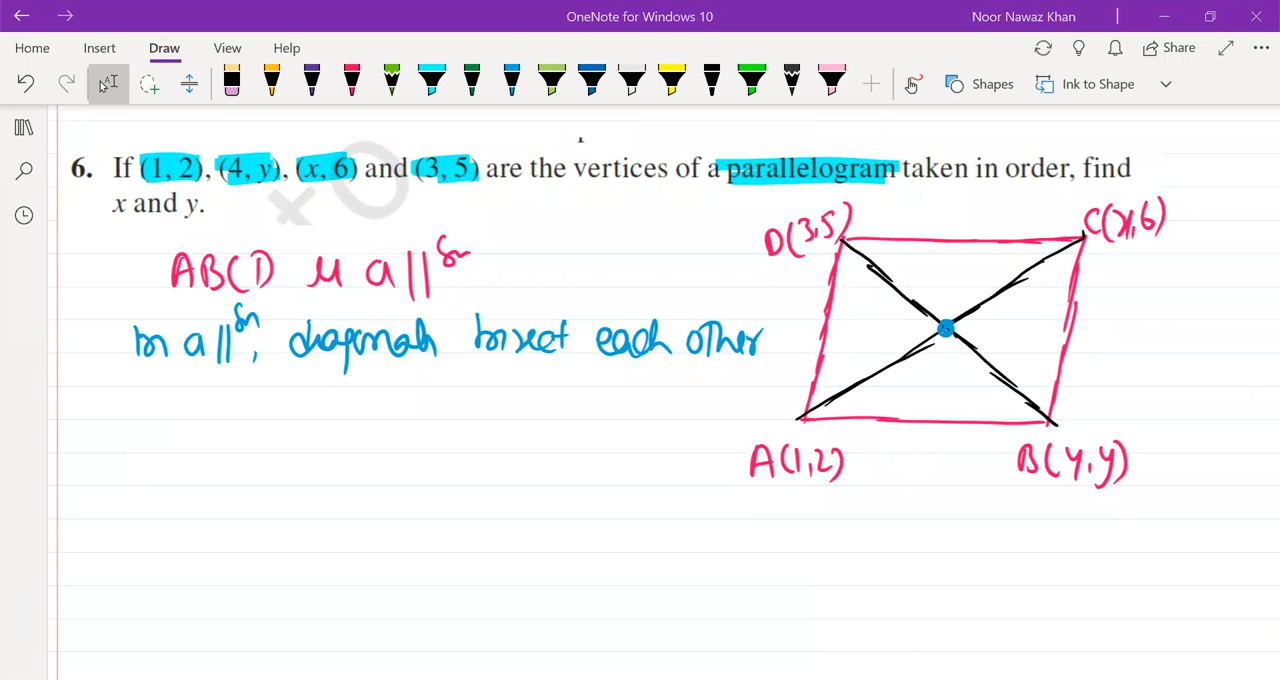 OneNote for Windows 10
Noor Nawaz Khan
Home Insert Draw View Help
Share
Shapes
Ink to Shape
6. If (1, 2), (4, y), (x, 6) and (3, 5) are the vertices of a parallelogram taken in order, find
x and y.
D(3,5)
C(x,6)
ABCD is a ||gm
In a ||gm, diagonals bisect each other
A(1,2)
B(4,y)